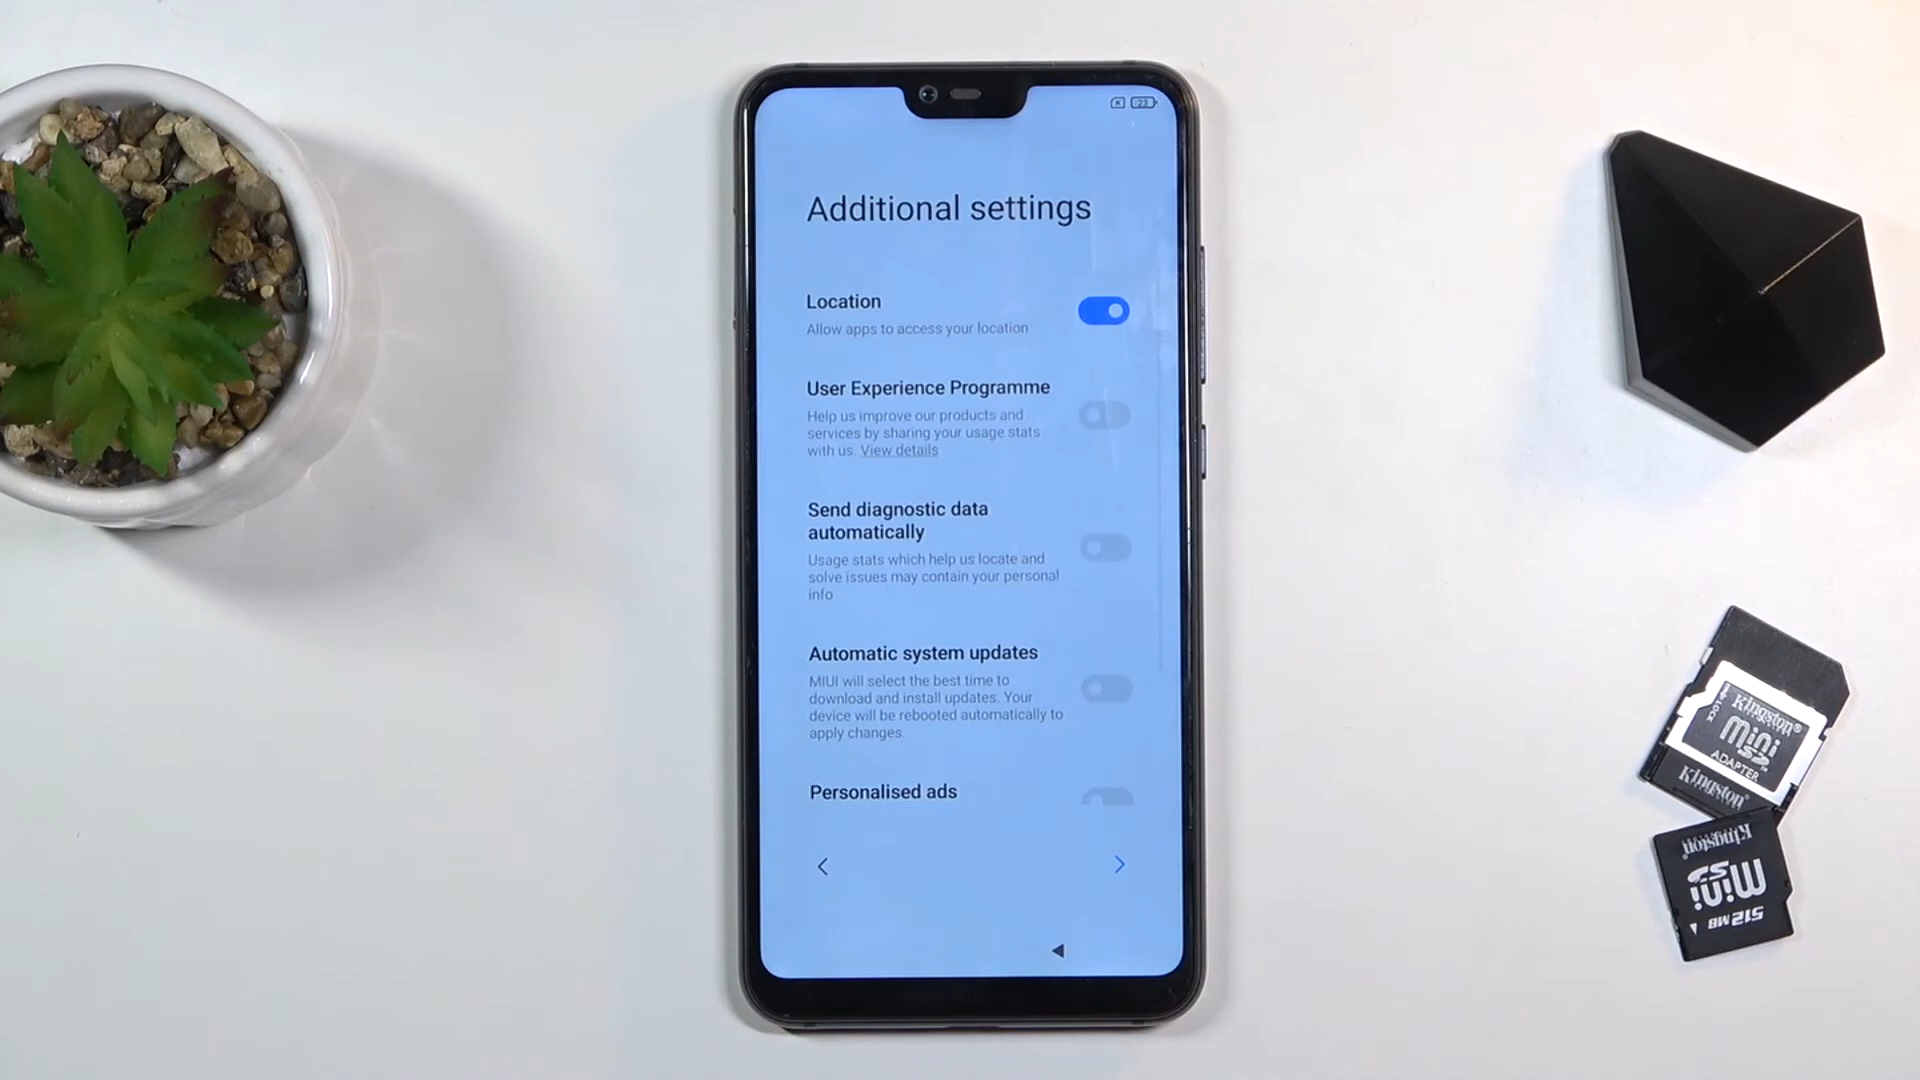 23
Additional settings
Location
Allow apps to access your location
User Experience Programme
Help us improve our products and
services by sharing your usage stats
with us. View details
Send diagnostic data
automatically
Usage stats which help us locate and
solve issues may contain your personal
info
Automatic system updates
MIUI will select the best time to
download and install updates. Your
device will be rebooted automatically to
apply changes.
Personalised ads
LOCK
Kingston®
mini
SD
ADAPTER
Kingston®
Kingston
mini
512 MB